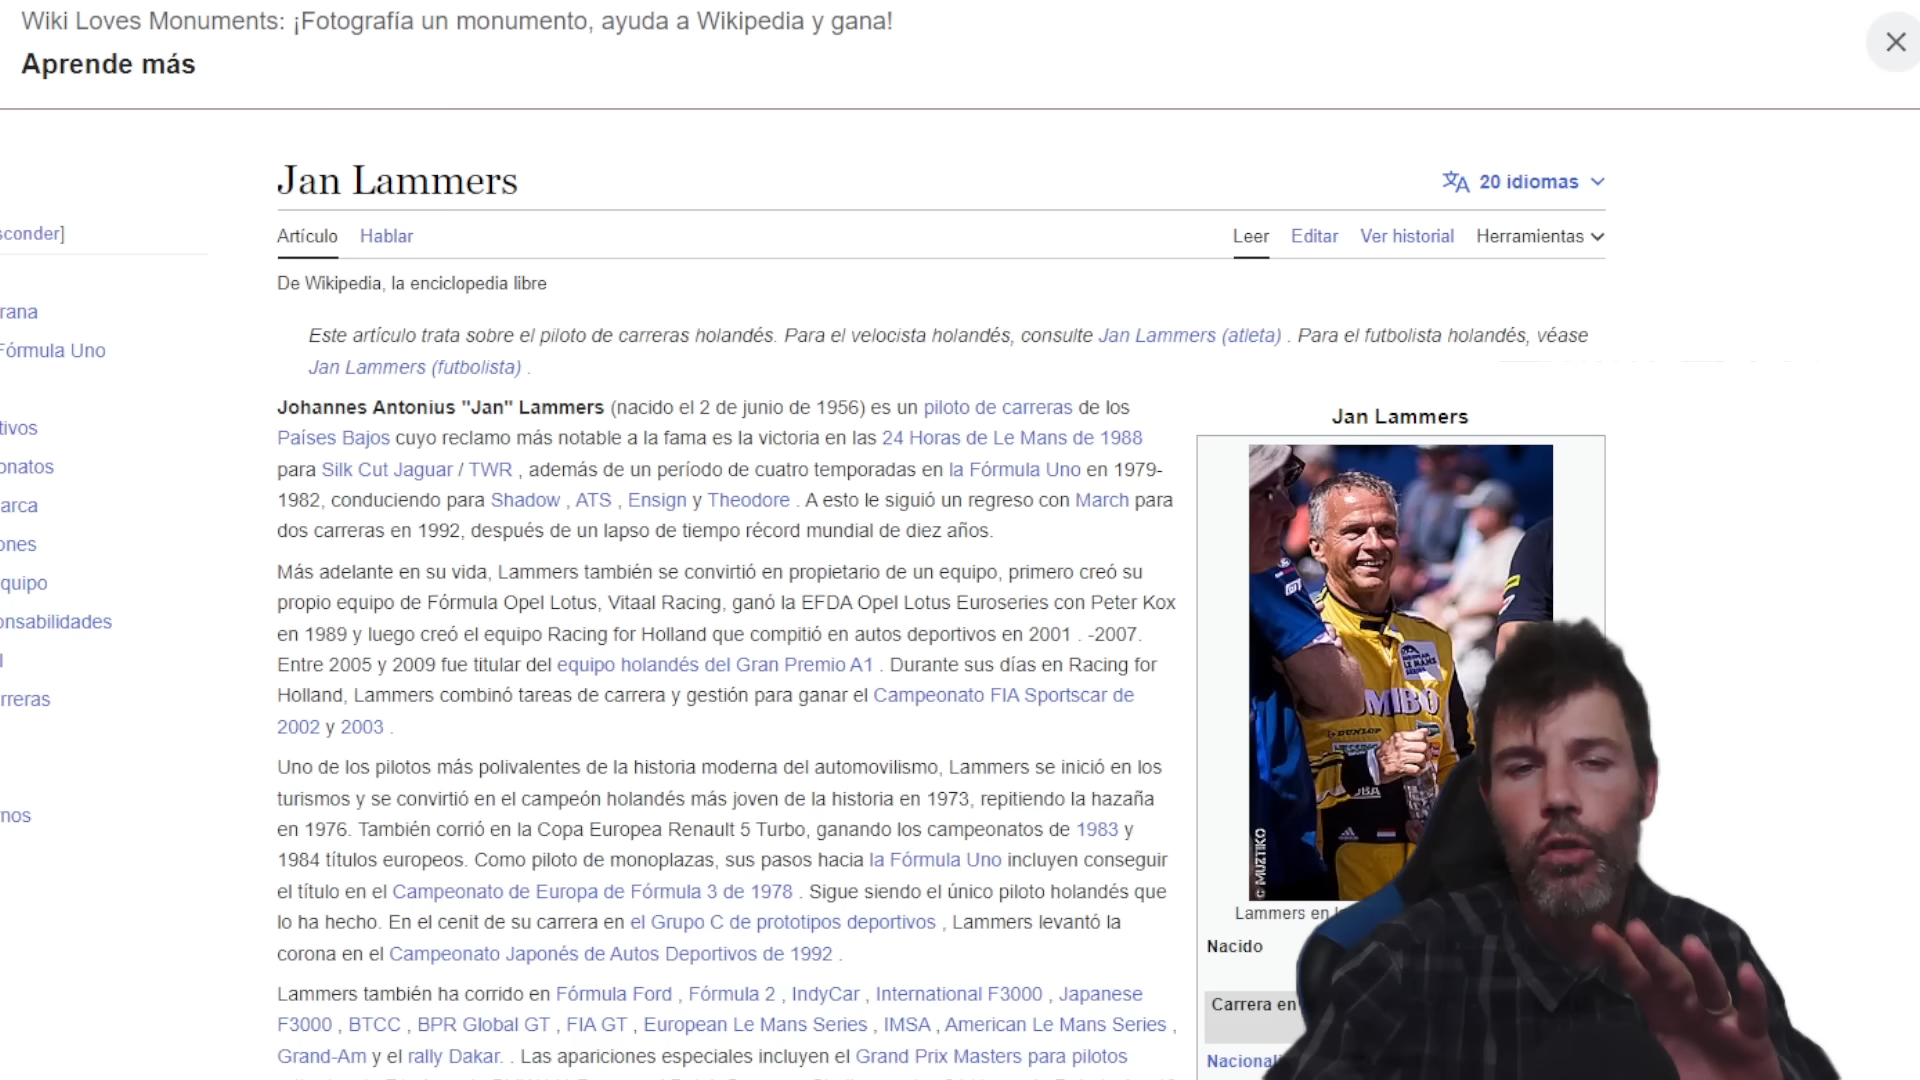 Wiki Loves Monuments: ¡Fotografía un monumento, ayuda a Wikipedia y gana!
Aprende más
Jan Lammers
20 idiomas
sconder]
Artículo Hablar
Leer Editar Ver historial Herramientas
De Wikipedia, la enciclopedia libre
rana
Fórmula Uno
tivos
onatos
arca
ones
quipo
onsabilidades
l
rreras
nos
Este artículo trata sobre el piloto de carreras holandés. Para el velocista holandés, consulte Jan Lammers (atleta) . Para el futbolista holandés, véase
Jan Lammers (futbolista) .
Johannes Antonius "Jan" Lammers (nacido el 2 de junio de 1956) es un piloto de carreras de los
Países Bajos cuyo reclamo más notable a la fama es la victoria en las 24 Horas de Le Mans de 1988
para Silk Cut Jaguar / TWR , además de un período de cuatro temporadas en la Fórmula Uno en 1979-
1982, conduciendo para Shadow , ATS , Ensign y Theodore . A esto le siguió un regreso con March para
dos carreras en 1992, después de un lapso de tiempo récord mundial de diez años.
Más adelante en su vida, Lammers también se convirtió en propietario de un equipo, primero creó su
propio equipo de Fórmula Opel Lotus, Vitaal Racing, ganó la EFDA Opel Lotus Euroseries con Peter Kox
en 1989 y luego creó el equipo Racing for Holland que compitió en autos deportivos en 2001 . -2007.
Entre 2005 y 2009 fue titular del equipo holandés del Gran Premio A1 . Durante sus días en Racing for
Holland, Lammers combinó tareas de carrera y gestión para ganar el Campeonato FIA Sportscar de
2002 y 2003 .
Uno de los pilotos más polivalentes de la historia moderna del automovilismo, Lammers se inició en los
turismos y se convirtió en el campeón holandés más joven de la historia en 1973, repitiendo la hazaña
en 1976. También corrió en la Copa Europea Renault 5 Turbo, ganando los campeonatos de 1983 y
1984 títulos europeos. Como piloto de monoplazas, sus pasos hacia la Fórmula Uno incluyen conseguir
el título en el Campeonato de Europa de Fórmula 3 de 1978 . Sigue siendo el único piloto holandés que
lo ha hecho. En el cenit de su carrera en el Grupo C de prototipos deportivos , Lammers levantó la
corona en el Campeonato Japonés de Autos Deportivos de 1992 .
Lammers también ha corrido en Fórmula Ford , Fórmula 2 , IndyCar , International F3000 , Japanese
F3000 , BTCC , BPR Global GT , FIA GT , European Le Mans Series , IMSA , American Le Mans Series ,
Grand-Am y el rally Dakar. . Las apariciones especiales incluyen el Grand Prix Masters para pilotos
Jan Lammers
LE MANS
MIBO
DUNLOP
© MUZTIKO
Lammers en
Nacido
Carrera en
Nacionali